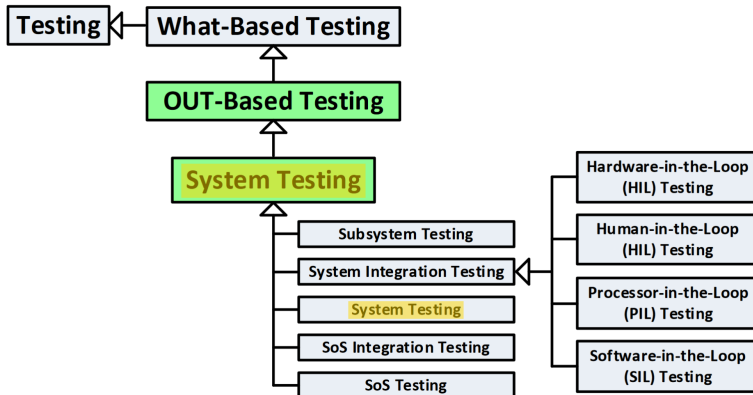 Testing
What-Based Testing
OUT-Based Testing
System Testing
Subsystem Testing
System Integration Testing
System Testing
SoS Integration Testing
SoS Testing
Hardware-in-the-Loop
(HIL) Testing
Human-in-the-Loop
(HIL) Testing
Processor-in-the-Loop
(PIL) Testing
Software-in-the-Loop
(SIL) Testing